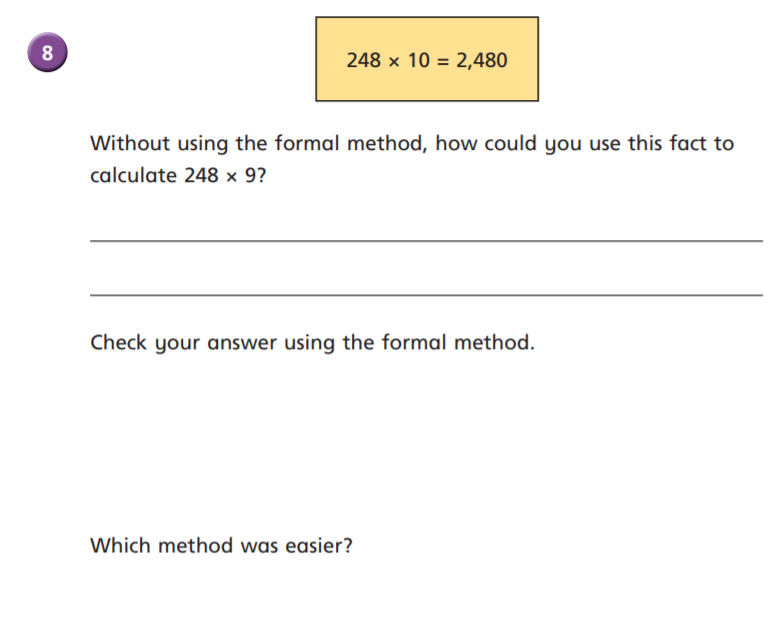 8
248 × 10 = 2,480
Without using the formal method, how could you use this fact to
calculate 248 × 9?
Check your answer using the formal method.
Which method was easier?